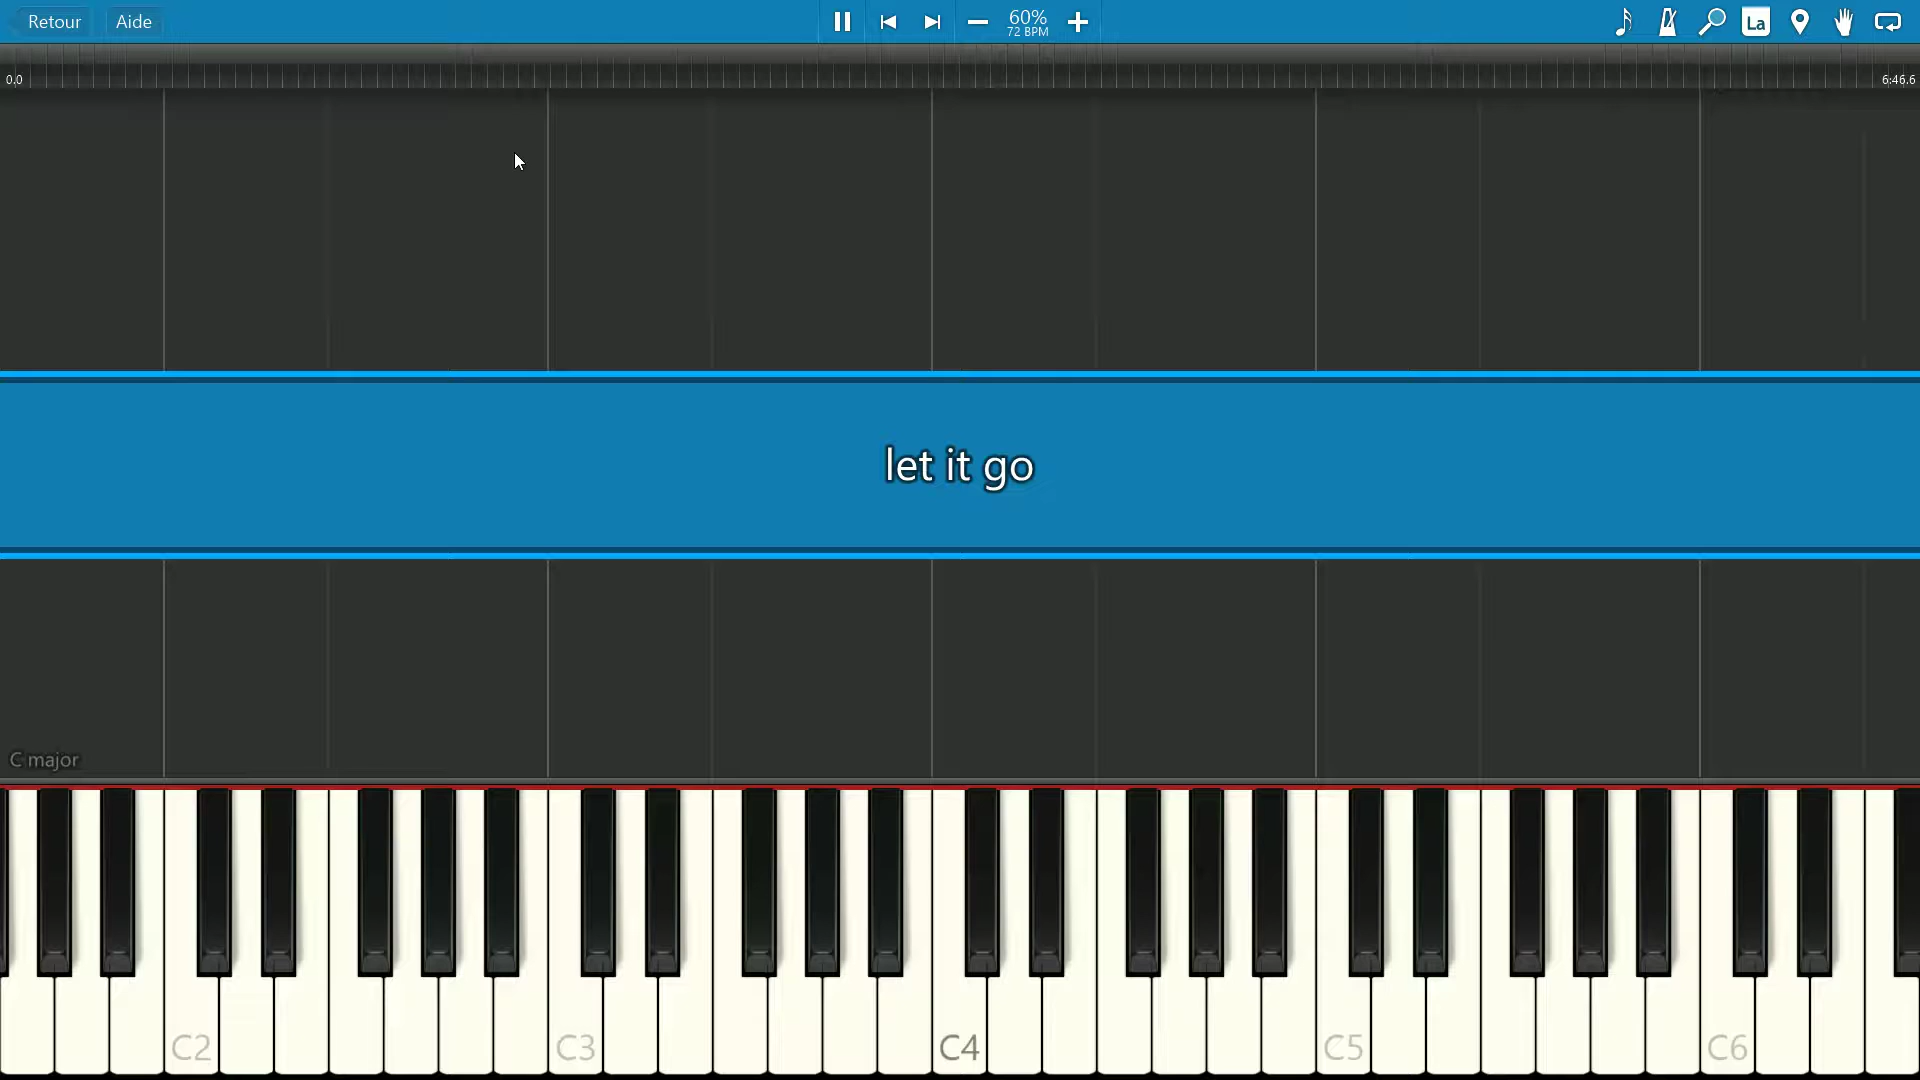 Retour Aide 60%
72 BPM
La
0.0 6:46.6
let it go
C major
C2 C3 C4 C5 C6